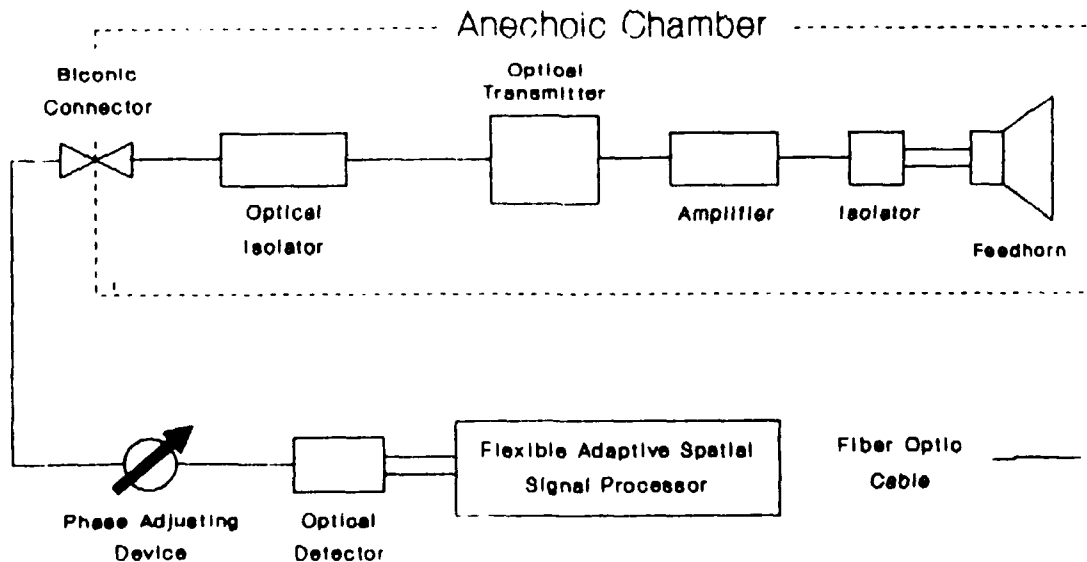 Anechoic Chamber
Biconic
Connector
Optical
Transmitter
Optical
Isolator
Amplifier
Isolator
Feedhorn
Phase Adjusting
Device
Optical
Detector
Flexible Adaptive Spatial
Signal Processor
Fiber Optic
Cable